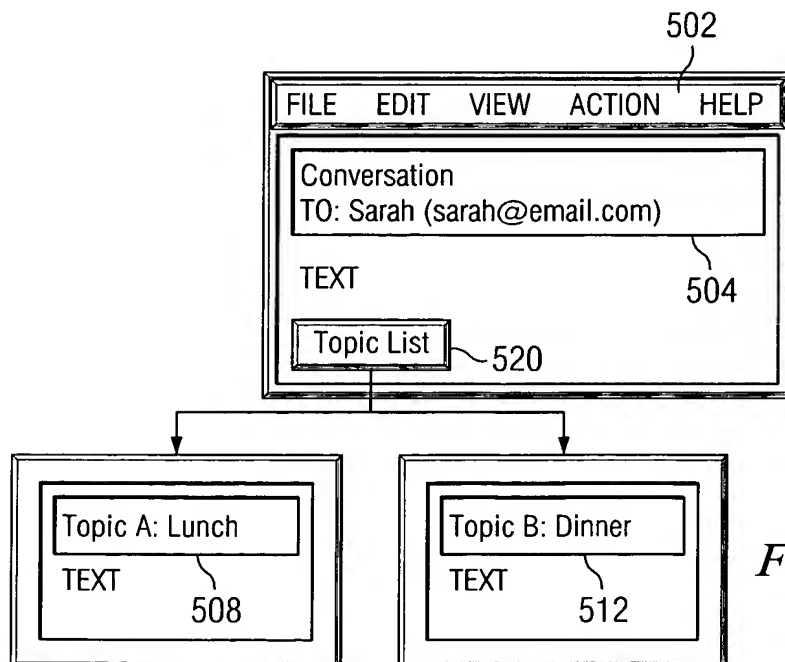 502
FILE EDIT VIEW ACTION HELP
Conversation
TO: Sarah (sarah@email.com)
504
TEXT
Topic List
520
Topic A: Lunch
TEXT
508
Topic B: Dinner
TEXT
512
F